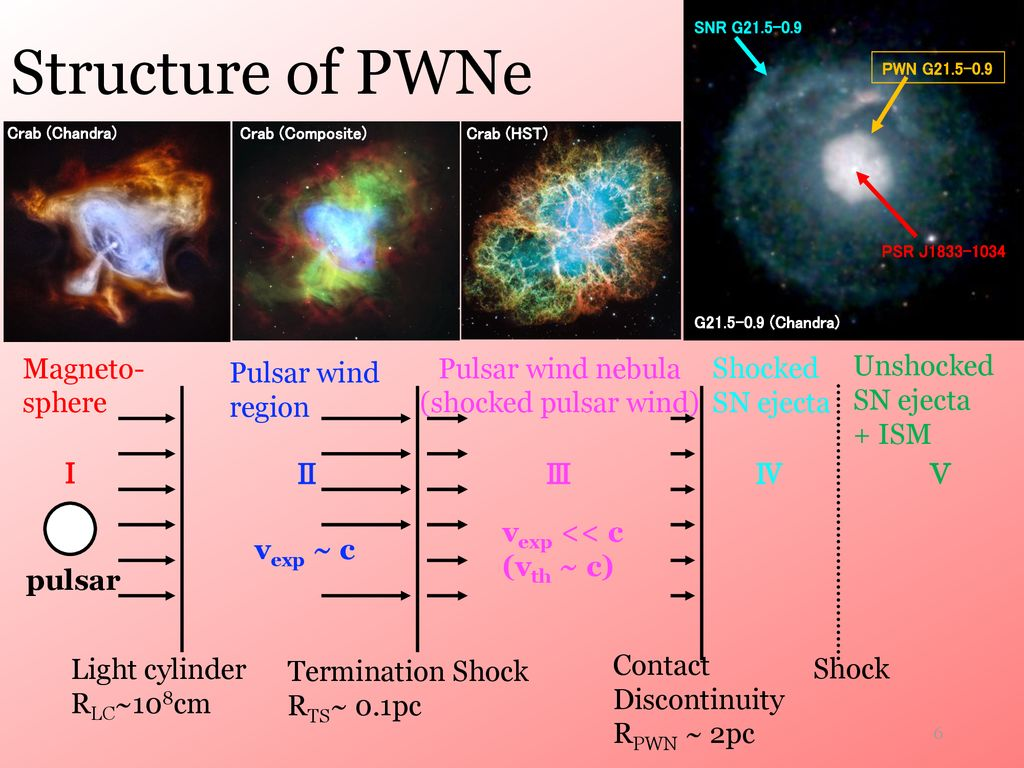 Structure of PWNe
SNR G21.5-0.9
PWN G21.5-0.9
PSR J1833-1034
G21.5-0.9 (Chandra)
Crab (Chandra)
Crab (Composite)
Crab (HST)
Magneto-
sphere
Pulsar wind
region
Pulsar wind nebula
(shocked pulsar wind)
Shocked
SN ejecta
Unshocked
SN ejecta
+ ISM
Ⅰ
Ⅱ
Ⅲ
Ⅳ
Ⅴ
pulsar
vexp ~ c
vexp << c
(vth ~ c)
Light cylinder
RLC~10⁸cm
Termination Shock
RTS~ 0.1pc
Contact
Discontinuity
RPWN ~ 2pc
Shock
6